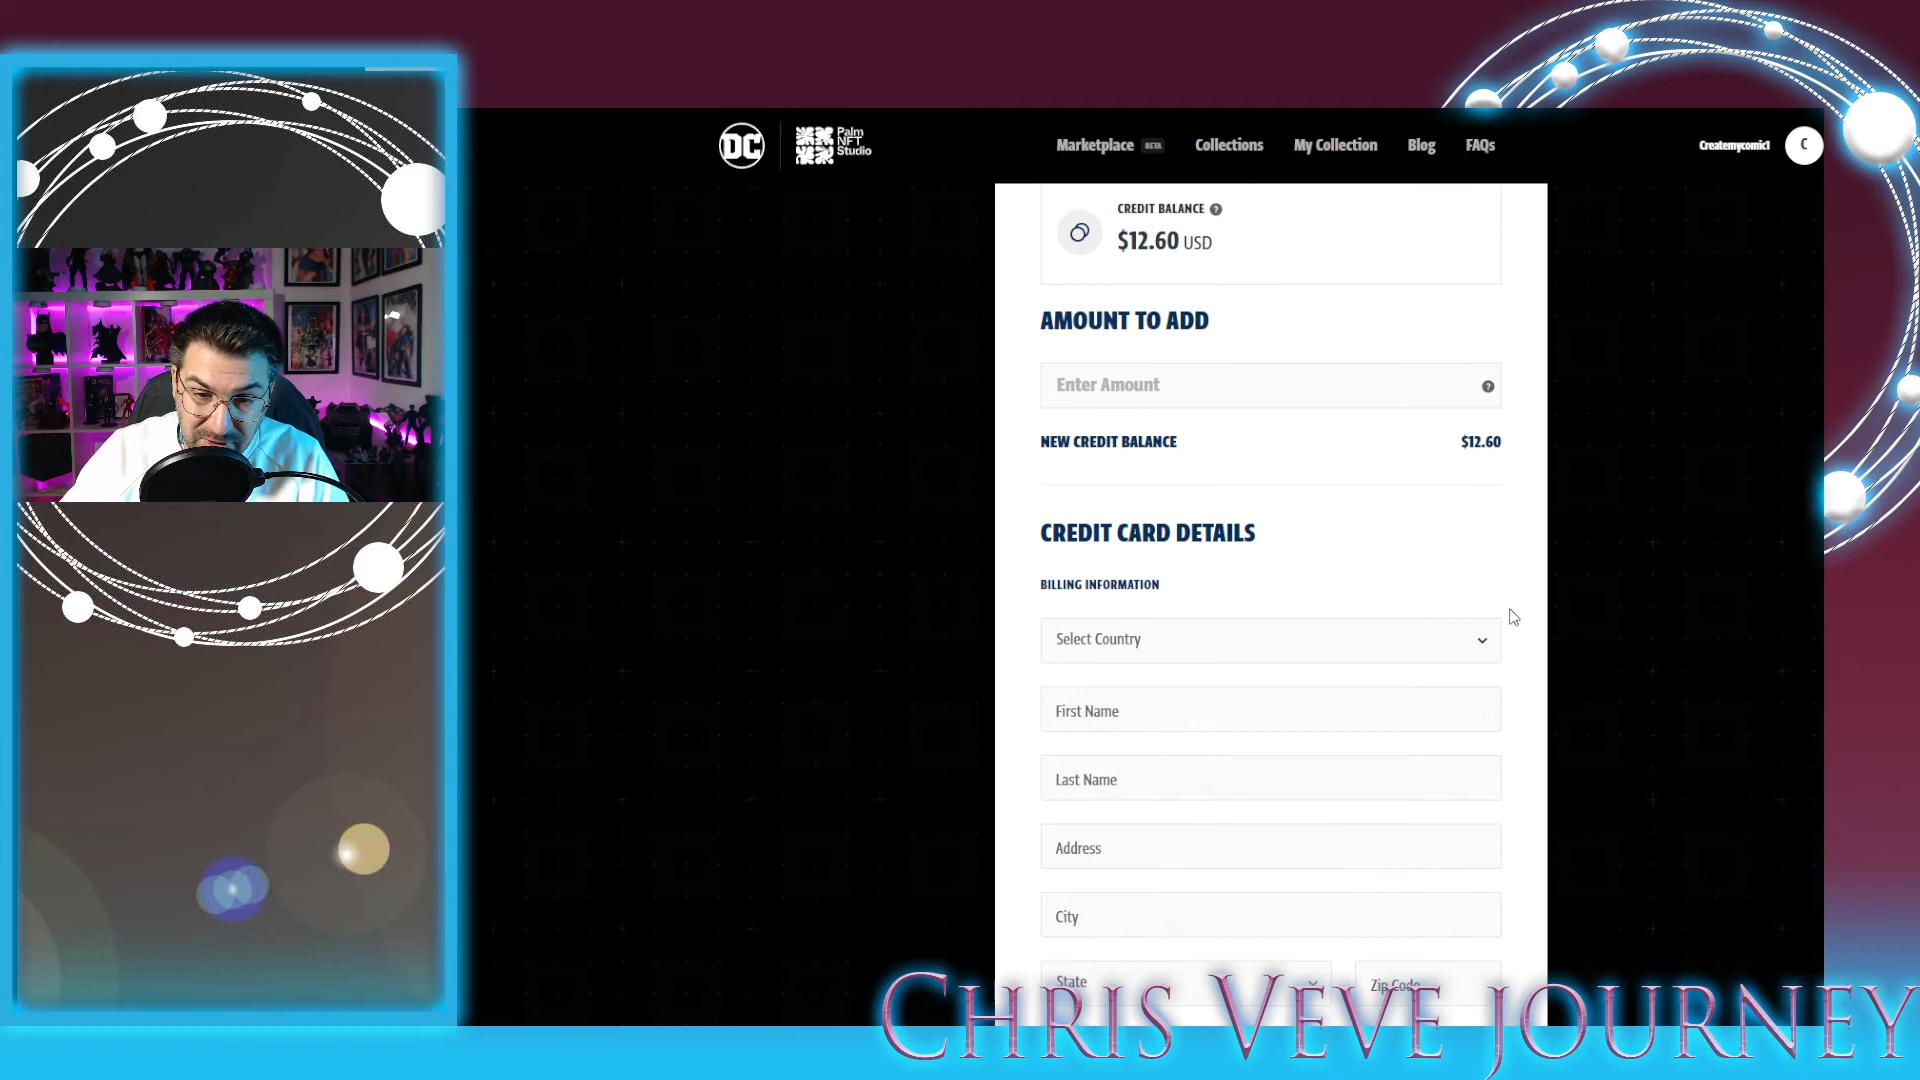 DC
Palm
NFT
Studio
Marketplace BETA
Collections
My Collection
Blog
FAQs
Createmycomic1
C
CREDIT BALANCE ?
$12.60 USD
AMOUNT TO ADD
Enter Amount ?
NEW CREDIT BALANCE $12.60
CREDIT CARD DETAILS
BILLING INFORMATION
Select Country
First Name
Last Name
Address
City
State Zip Code
CHRIS VEVE JOURNEY